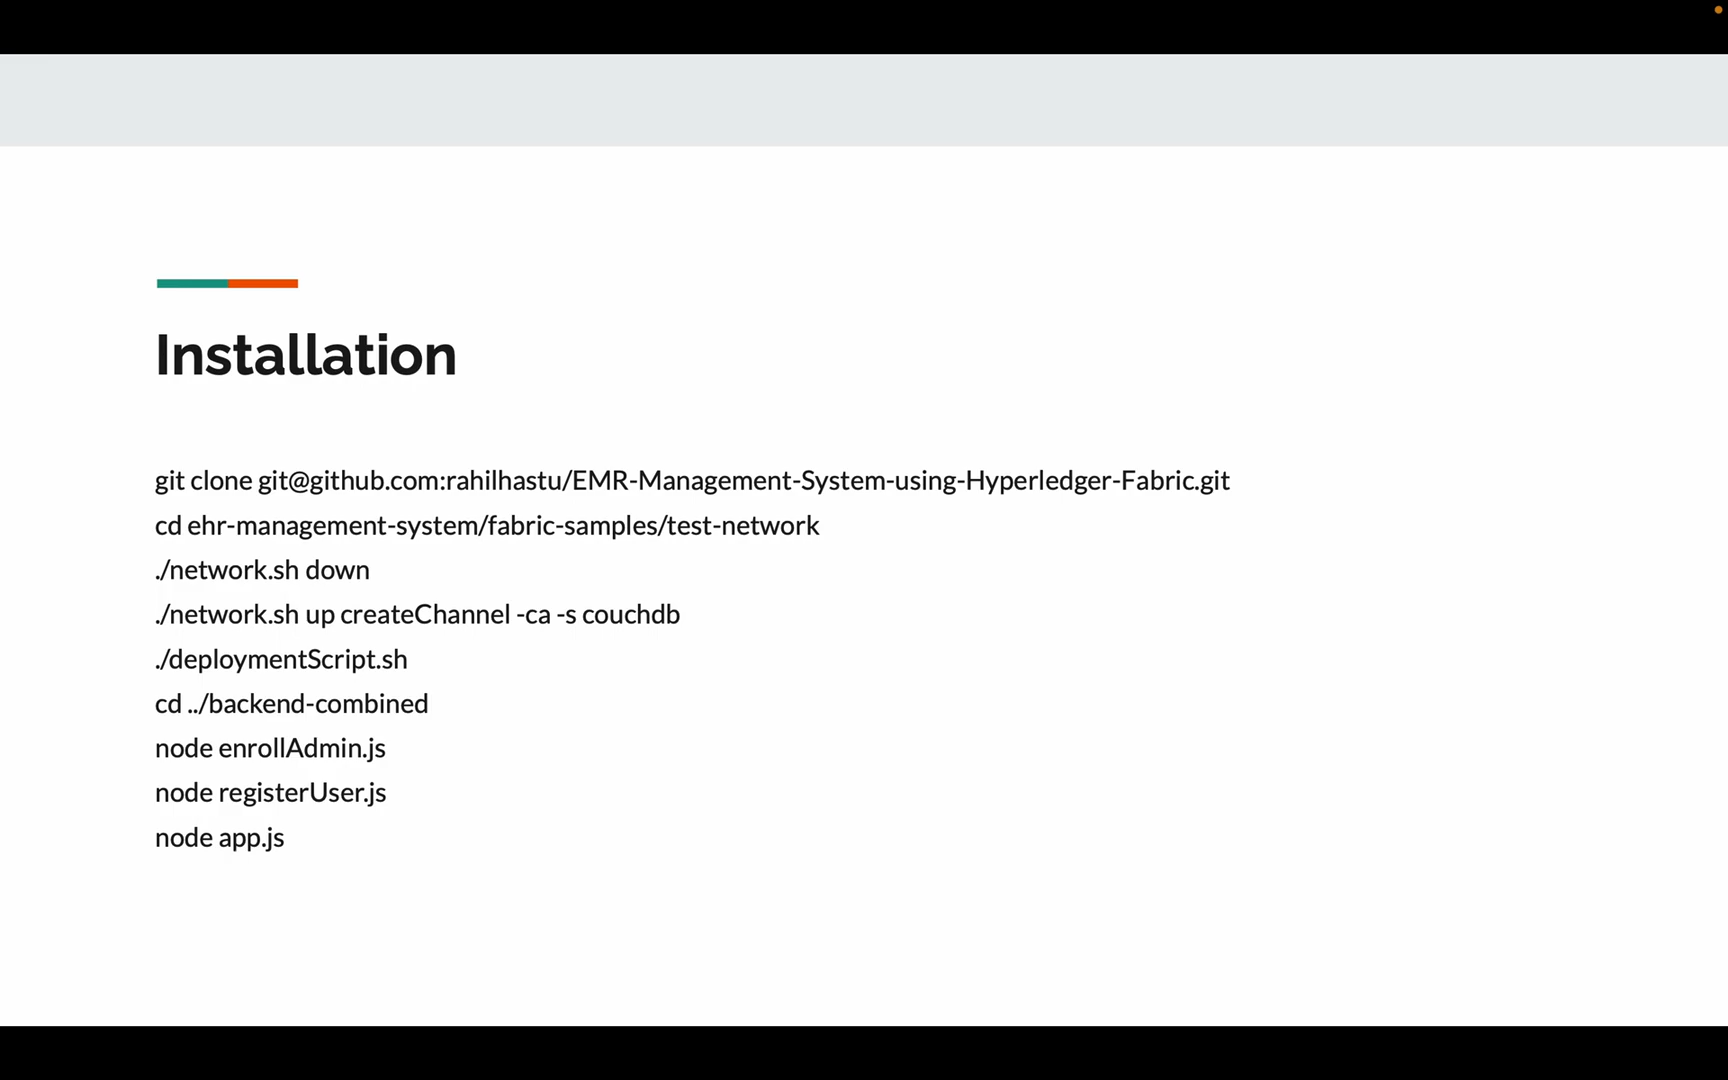 Installation
git clone git@github.com:rahilhastu/EMR-Management-System-using-Hyperledger-Fabric.git
cd ehr-management-system/fabric-samples/test-network
./network.sh down
./network.sh up createChannel -ca -s couchdb
./deploymentScript.sh
cd ../backend-combined
node enrollAdmin.js
node registerUser.js
node app.js